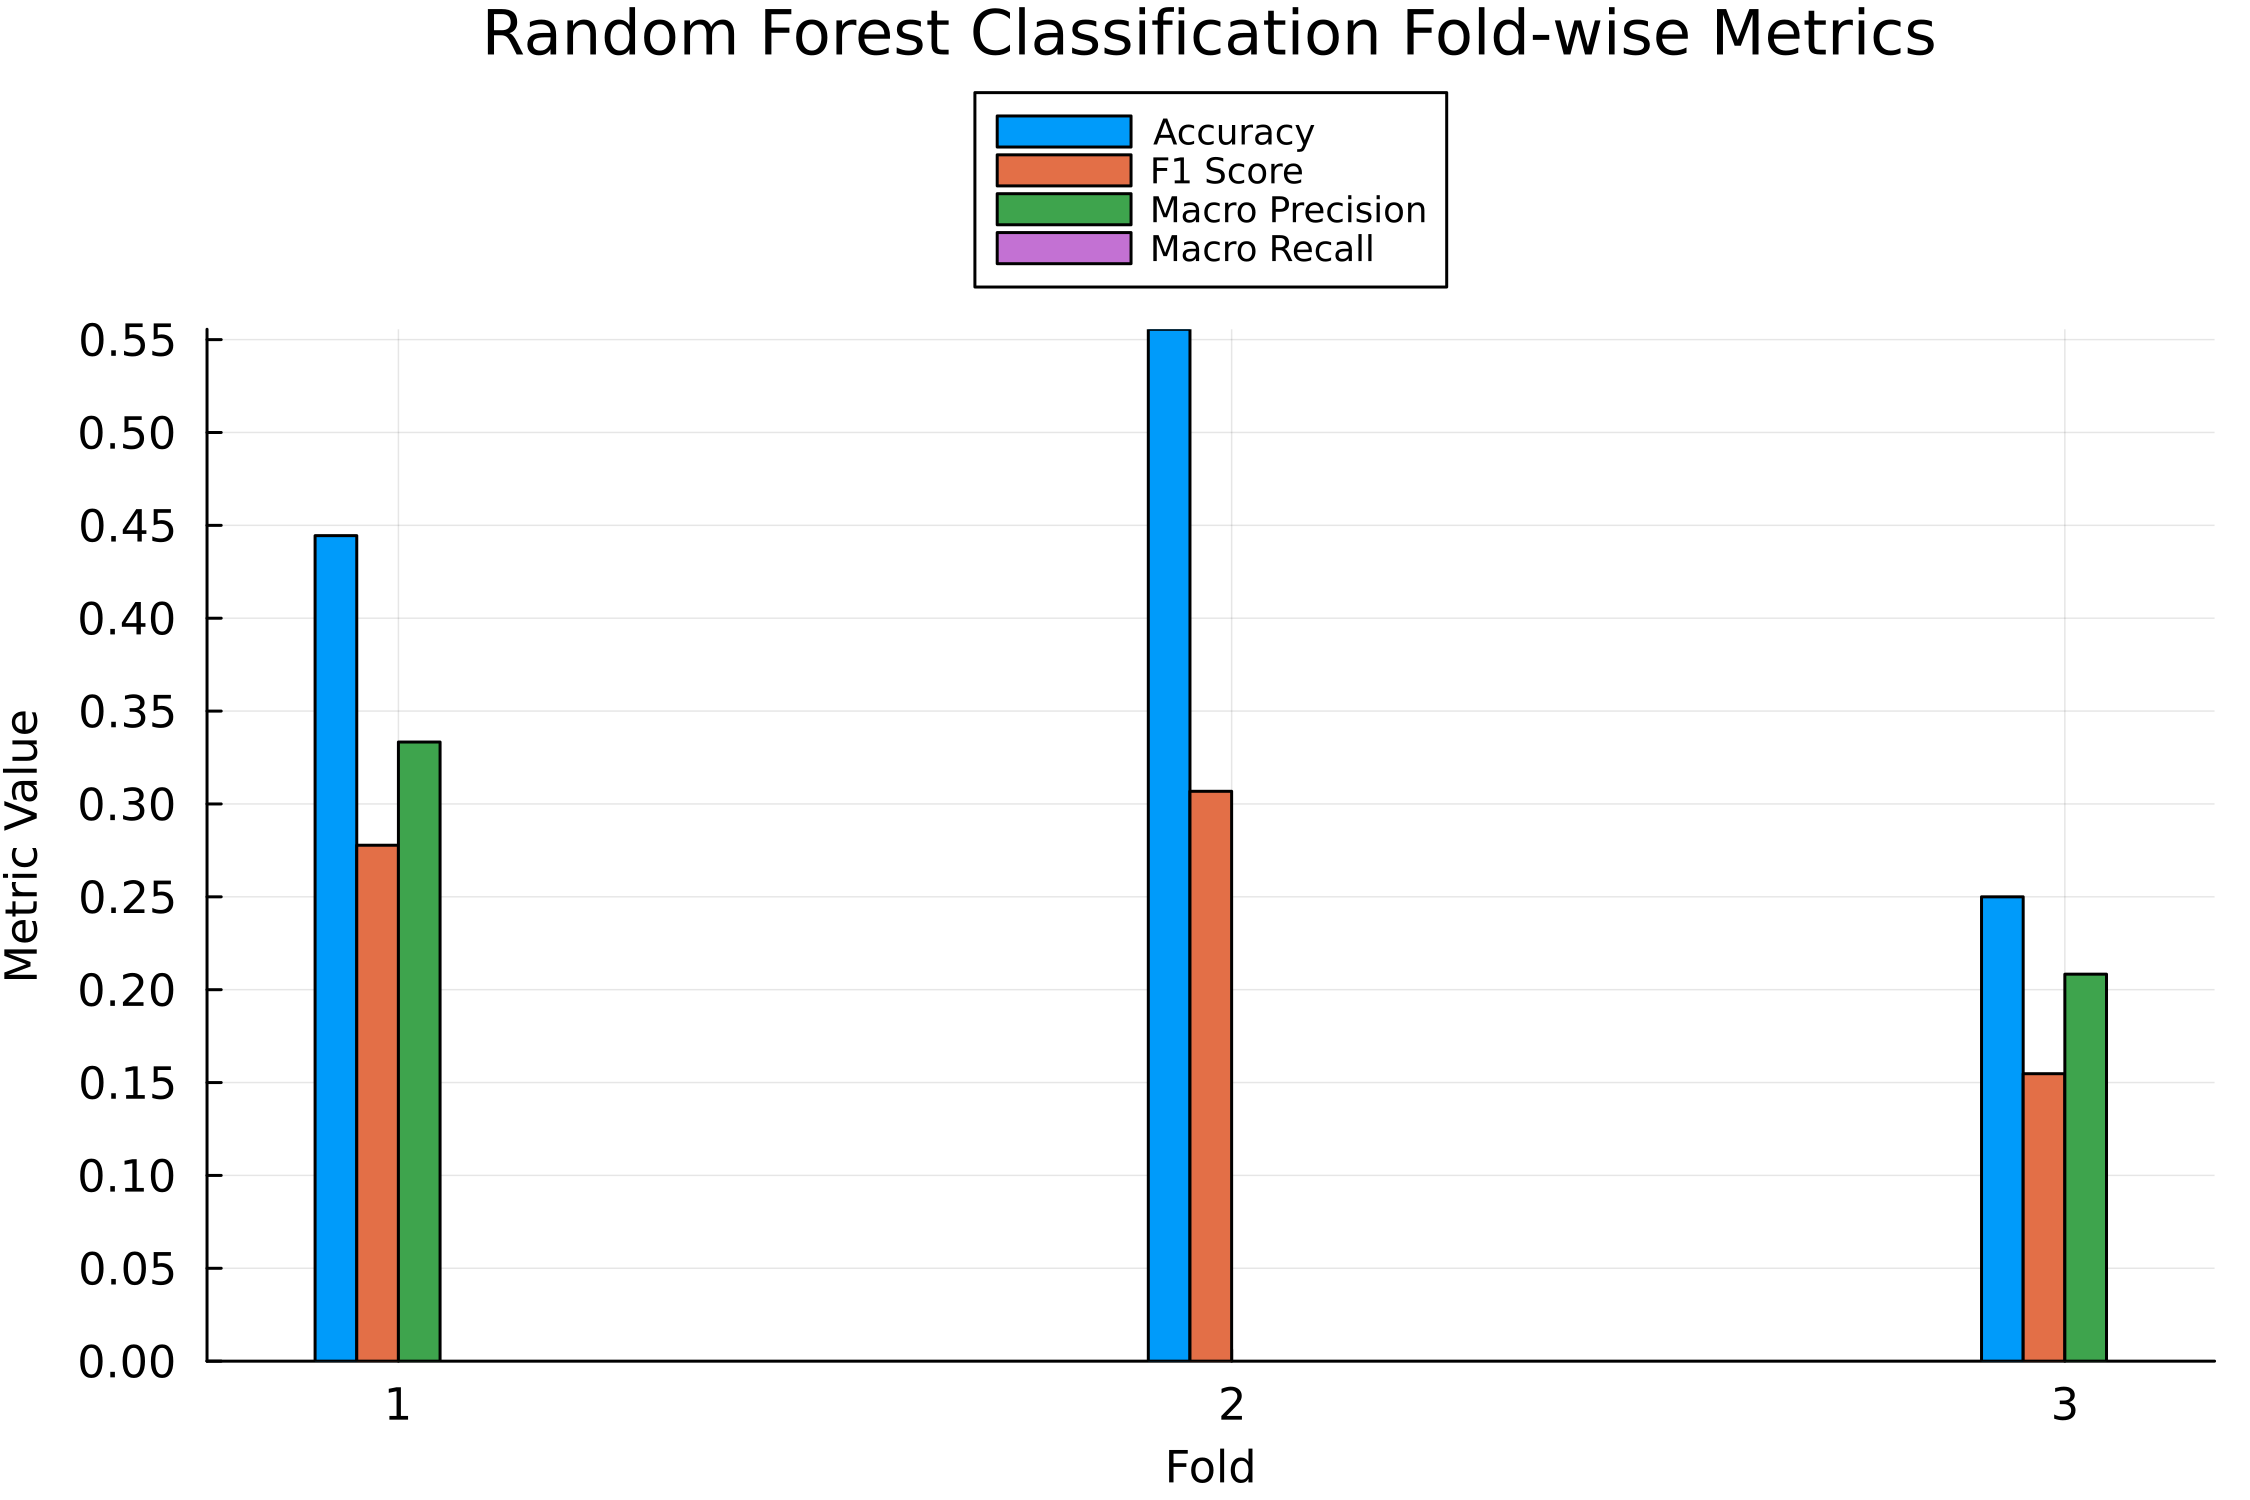 Random Forest Classification Fold-wise Metrics
Accuracy
F1 Score
Macro Precision
Macro Recall
0.55
0.50
0.45
0.40
0.35
0.30
0.25
0.20
0.15
0.10
0.05
0.00
Metric Value
1
2
3
Fold